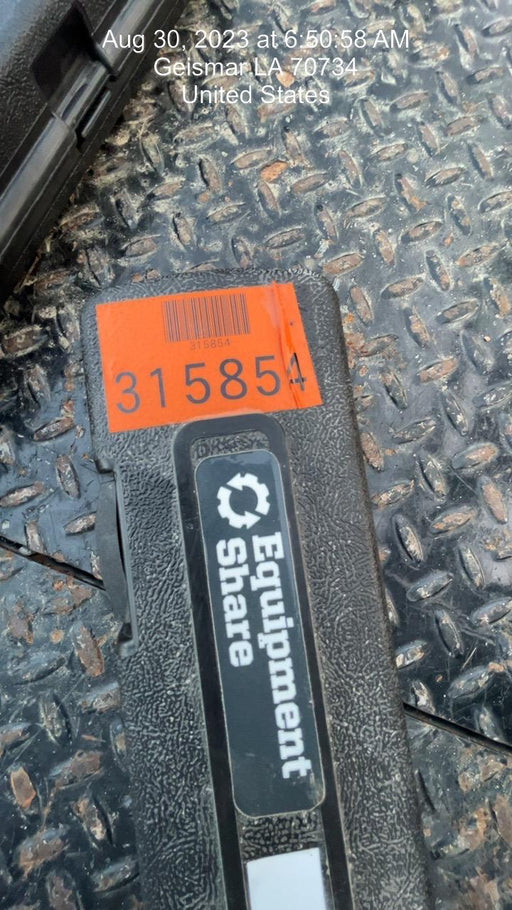 Aug 30, 2023 at 6:50:58 AM
Geismar LA 70734
United States
315854
315854
Equipment
Share